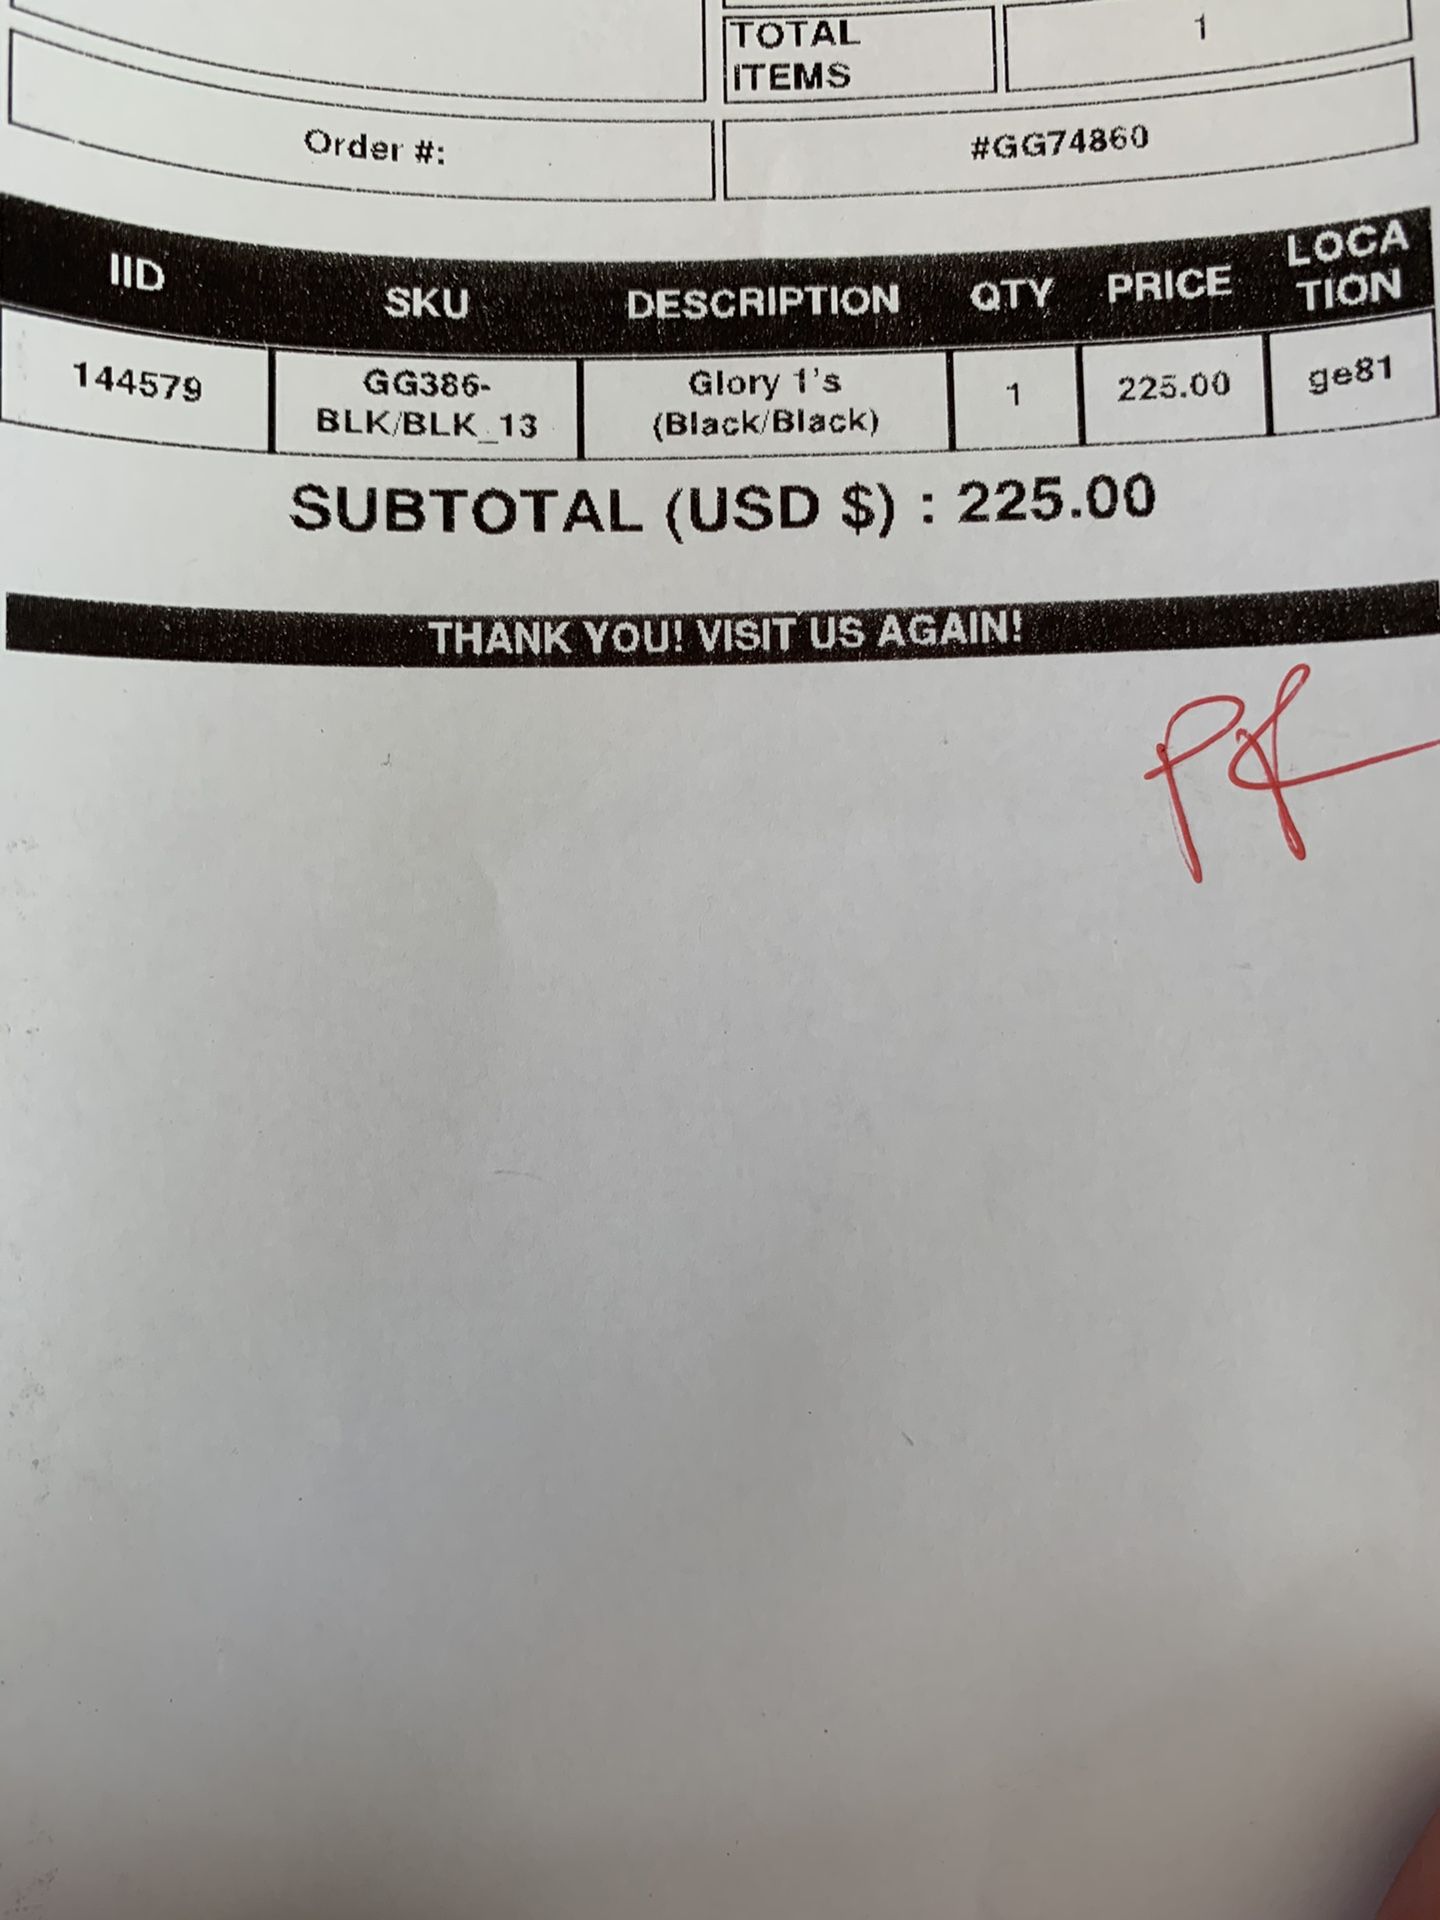 TOTAL ITEMS 1
Order #: #GG74860
IID SKU DESCRIPTION QTY PRICE LOCA
TION
144579 GG386- Glory 1's 1 225.00 ge81
BLK/BLK_13 (Black/Black)
SUBTOTAL (USD $) : 225.00
THANK YOU! VISIT US AGAIN!